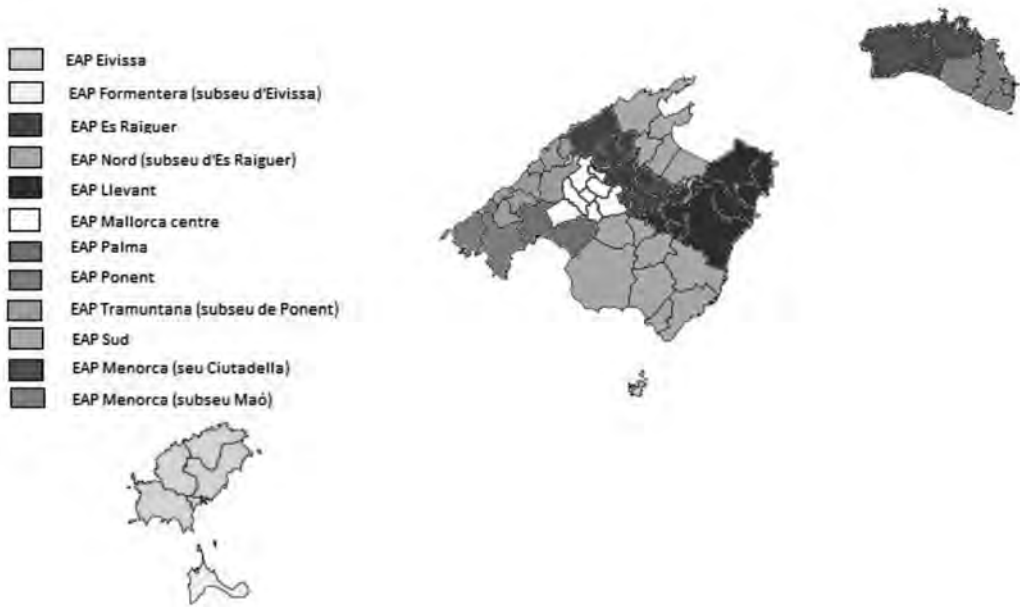 EAP Eivissa
EAP Formentera (subseu d'Eivissa)
EAP Es Raiguer
EAP Nord (subseu d'Es Raiguer)
EAP Llevant
EAP Mallorca centre
EAP Palma
EAP Ponent
EAP Tramuntana (subseu de Ponent)
EAP Sud
EAP Menorca (seu Ciutadella)
EAP Menorca (subseu Maó)